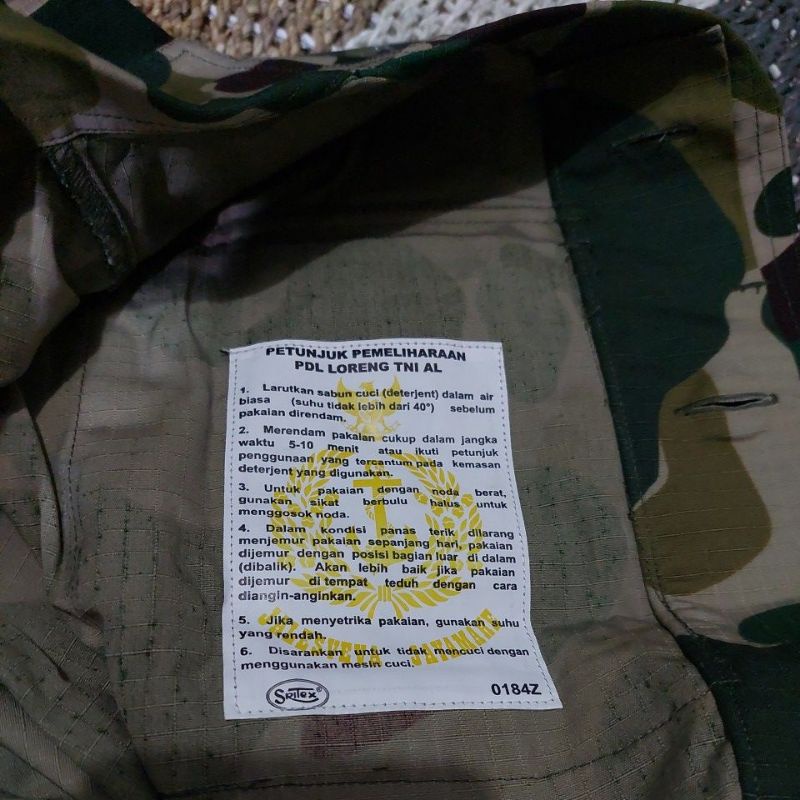 PETUNJUK PEMELIHARAAN
PDL LORENG TNI AL
1. Larutkan sabun cuci (deterjent) dalam air
biasa (suhu tidak lebih dari 40°) sebelum
pakaian direndam.
2. Merendam pakaian cukup dalam jangka
waktu 5-10 menit atau ikuti petunjuk
penggunaan yang tercantum pada kemasan
deterjent yang digunakan.
3. Untuk pakaian dengan noda berat,
gunakan sikat berbulu halus untuk
menggosok noda.
4. Dalam kondisi panas terik dilarang
menjemur pakaian sepanjang hari, pakaian
dijemur dengan posisi bagian luar di dalam
(dibalik). Akan lebih baik jika pakaian
dijemur di tempat teduh dengan cara
diangin-anginkan.
JALESVEVA JAYAMAHE
5. Jika menyetrika pakaian, gunakan suhu
yang rendah.
6. Disarankan untuk tidak mencuci dengan
menggunakan mesin cuci.
SRITEX
0184Z